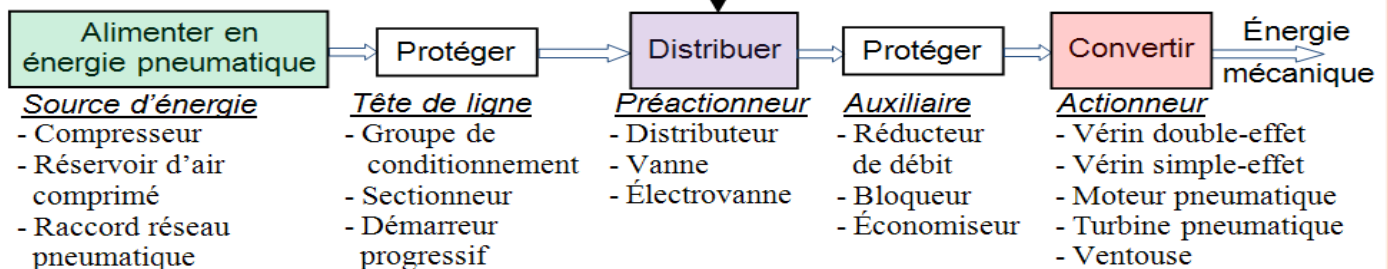 Alimenter en
énergie pneumatique
Protéger
Distribuer
Protéger
Convertir
Énergie
mécanique
Source d'énergie
- Compresseur
- Réservoir d'air
comprimé
- Raccord réseau
pneumatique
Tête de ligne
- Groupe de
conditionnement
- Sectionneur
- Démarreur
progressif
Préactionneur
- Distributeur
- Vanne
- Électrovanne
Auxiliaire
- Réducteur
de débit
- Bloqueur
- Économiseur
Actionneur
- Vérin double-effet
- Vérin simple-effet
- Moteur pneumatique
- Turbine pneumatique
- Ventouse